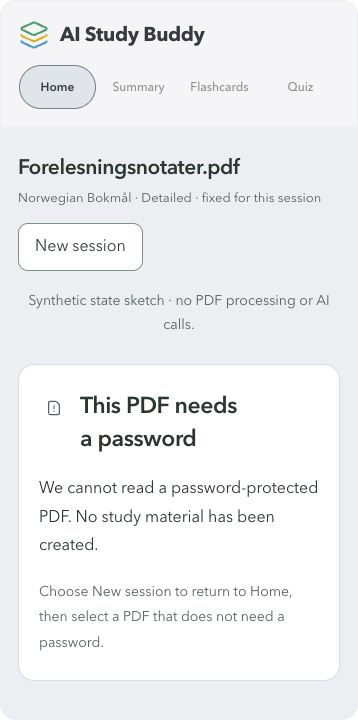 AI Study Buddy
Home Summary Flashcards Quiz
Forelesningsnotater.pdf
Norwegian Bokmål · Detailed · fixed for this session
New session
Synthetic state sketch · no PDF processing or AI
calls.
This PDF needs
a password
We cannot read a password-protected
PDF. No study material has been
created.
Choose New session to return to Home,
then select a PDF that does not need a
password.